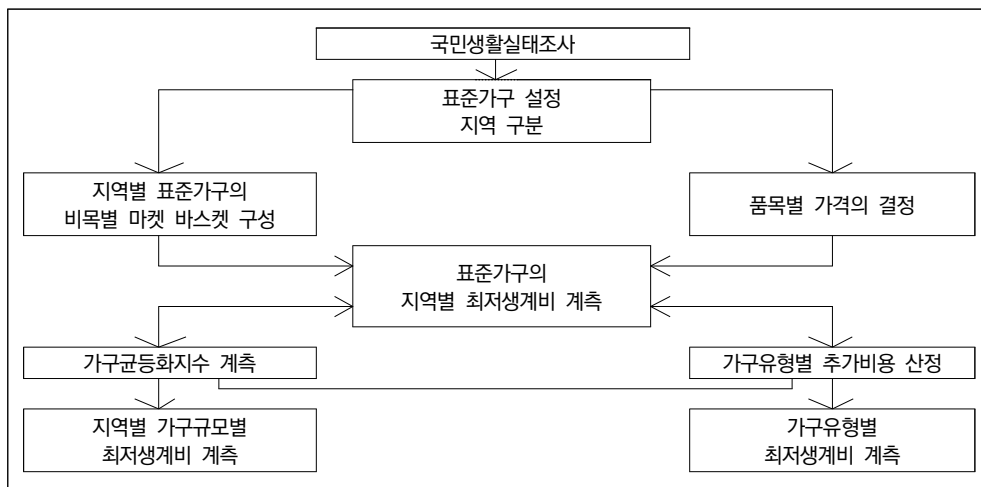 국민생활실태조사
표준가구 설정
지역 구분
지역별 표준가구의
비목별 마켓 바스켓 구성
품목별 가격의 결정
표준가구의
지역별 최저생계비 계측
가구균등화지수 계측
가구유형별 추가비용 산정
지역별 가구규모별
최저생계비 계측
가구유형별
최저생계비 계측